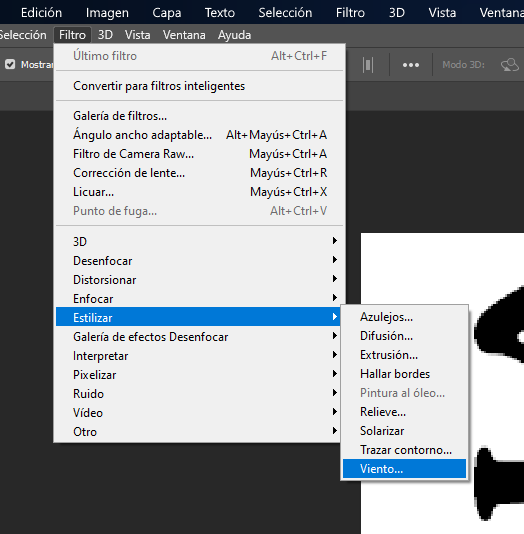 Edición Imagen Capa Texto Selección Filtro 3D Vista Ventana
Selección Filtro 3D Vista Ventana Ayuda
Mostrar Modo 3D:
Último filtro Alt+Ctrl+F
Convertir para filtros inteligentes
Galería de filtros...
Ángulo ancho adaptable... Alt+Mayús+Ctrl+A
Filtro de Camera Raw... Mayús+Ctrl+A
Corrección de lente... Mayús+Ctrl+R
Licuar... Mayús+Ctrl+X
Punto de fuga... Alt+Ctrl+V
3D
Desenfocar
Distorsionar
Enfocar
Estilizar
Galería de efectos Desenfocar
Interpretar
Pixelizar
Ruido
Vídeo
Otro
Azulejos...
Difusión...
Extrusión...
Hallar bordes
Pintura al óleo...
Relieve...
Solarizar
Trazar contorno...
Viento...